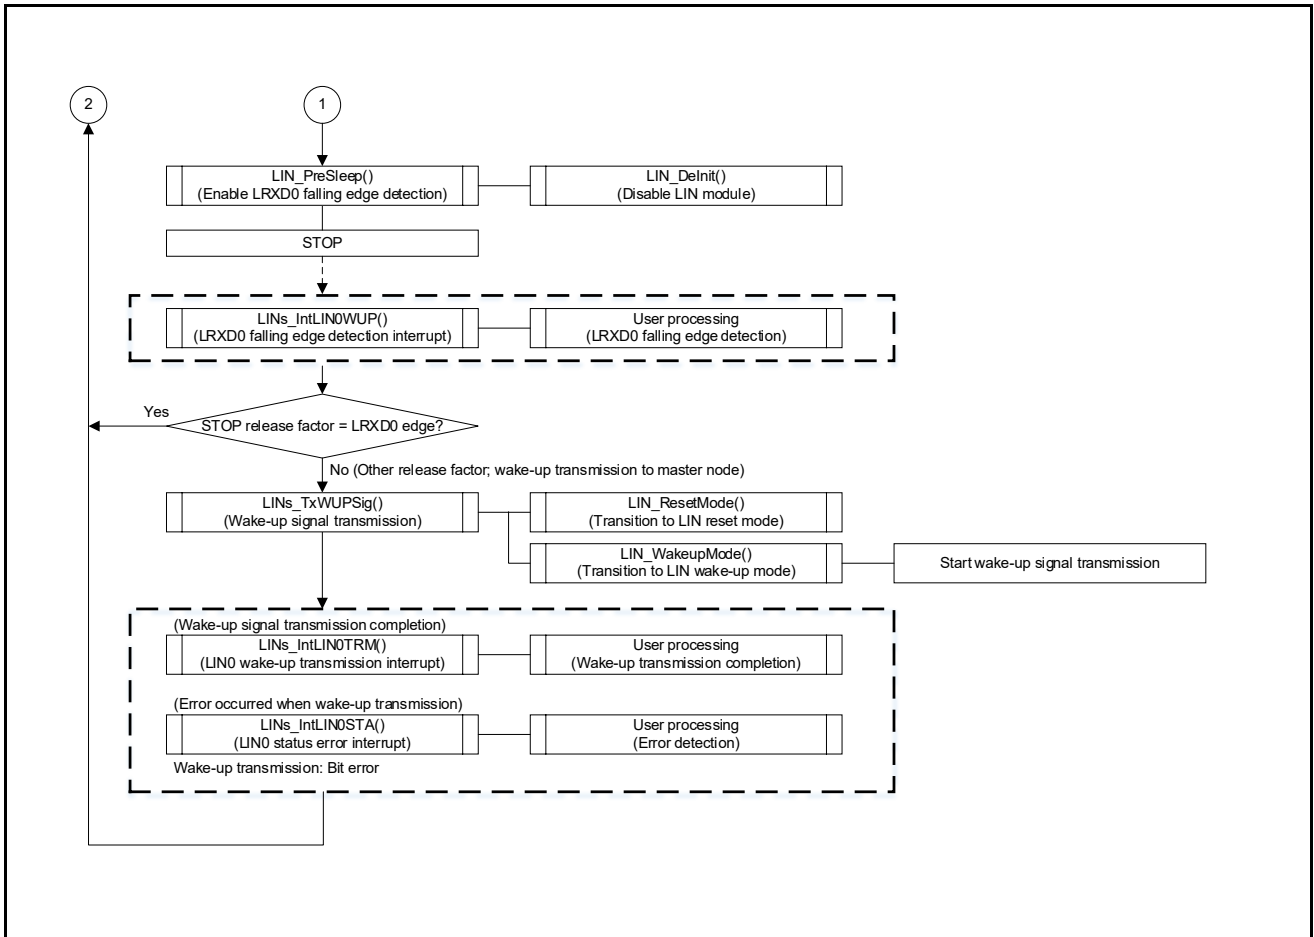 2
1
LIN_PreSleep()
(Enable LRXD0 falling edge detection)
LIN_DeInit()
(Disable LIN module)
STOP
LINs_IntLIN0WUP()
(LRXD0 falling edge detection interrupt)
User processing
(LRXD0 falling edge detection)
Yes
STOP release factor = LRXD0 edge?
No (Other release factor; wake-up transmission to master node)
LINs_TxWUPSig()
(Wake-up signal transmission)
LIN_ResetMode()
(Transition to LIN reset mode)
LIN_WakeupMode()
(Transition to LIN wake-up mode)
Start wake-up signal transmission
(Wake-up signal transmission completion)
LINs_IntLIN0TRM()
(LIN0 wake-up transmission interrupt)
User processing
(Wake-up transmission completion)
(Error occurred when wake-up transmission)
LINs_IntLIN0STA()
(LIN0 status error interrupt)
User processing
(Error detection)
Wake-up transmission: Bit error